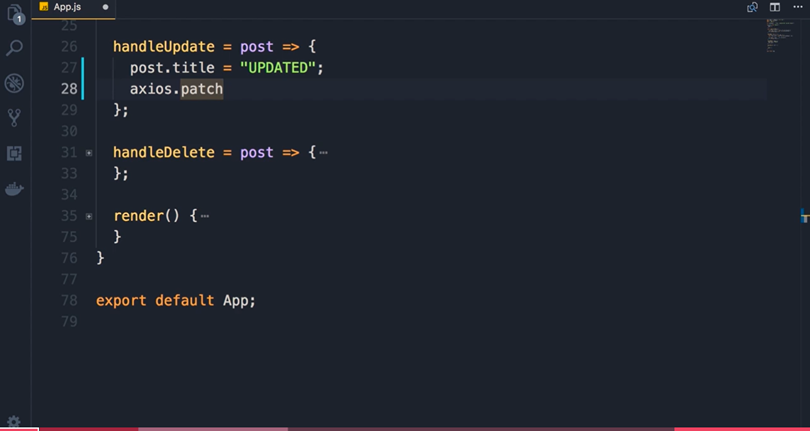 App.js
1
25
26 handleUpdate = post => {
27 post.title = "UPDATED";
28 axios.patch
29 };
30
31 handleDelete = post => {
33 };
34
35 render() {
75 }
76 }
77
78 export default App;
79